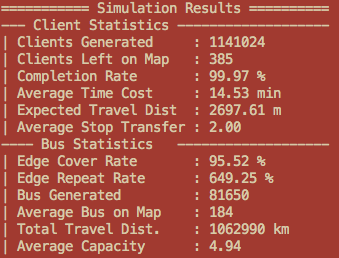 =========== Simulation Results ==========
--- Client Statistics -------------------
| Clients Generated     : 1141024
| Clients Left on Map   : 385
| Completion Rate       : 99.97 %
| Average Time Cost     : 14.53 min
| Expected Travel Dist  : 2697.61 m
| Average Stop Transfer : 2.00
---- Bus Statistics   -------------------
| Edge Cover Rate       : 95.52 %
| Edge Repeat Rate      : 649.25 %
| Bus Generated         : 81650
| Average Bus on Map    : 184
| Total Travel Dist.    : 1062990 km
| Average Capacity      : 4.94